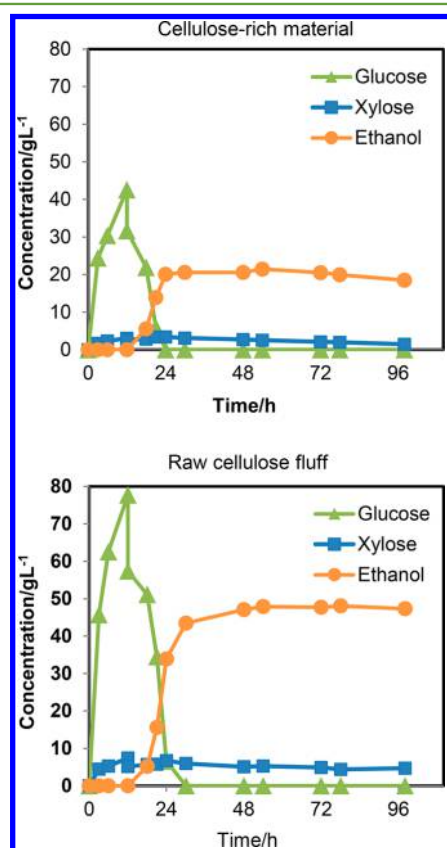 Cellulose-rich material
80
70
60
50
40
30
20
10
0
Concentration/gL⁻¹
Glucose
Xylose
Ethanol
0 24 48 72 96
Time/h
Raw cellulose fluff
80
70
60
50
40
30
20
10
0
Concentration/gL⁻¹
Glucose
Xylose
Ethanol
0 24 48 72 96
Time/h